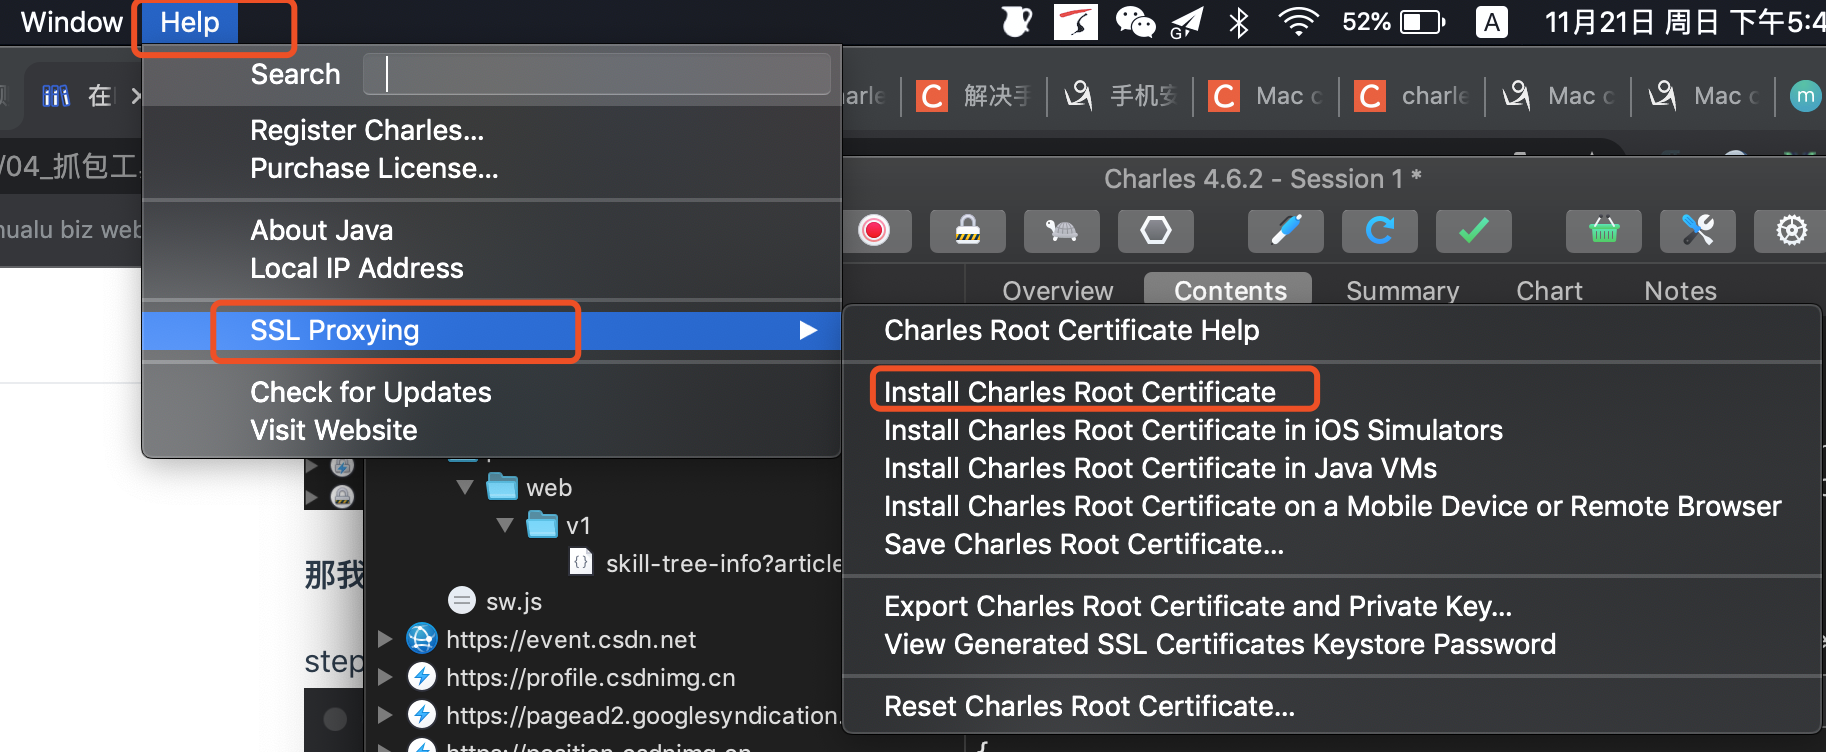 Window Help 52% A 11月21日 周日 下午5:4
Search
在
解决手
手机安
Mac c
charle
Mac c
Mac c
m
Register Charles...
Purchase License...
/04_抓包工
Charles 4.6.2 - Session 1 *
About Java
Local IP Address
Overview Contents Summary Chart Notes
SSL Proxying
Check for Updates
Visit Website
Charles Root Certificate Help
Install Charles Root Certificate
Install Charles Root Certificate in iOS Simulators
Install Charles Root Certificate in Java VMs
Install Charles Root Certificate on a Mobile Device or Remote Browser
Save Charles Root Certificate...
Export Charles Root Certificate and Private Key...
View Generated SSL Certificates Keystore Password
Reset Charles Root Certificate...
web
v1
skill-tree-info?article
sw.js
https://event.csdn.net
https://profile.csdnimg.cn
https://pagead2.googlesyndication.
那我
step
{